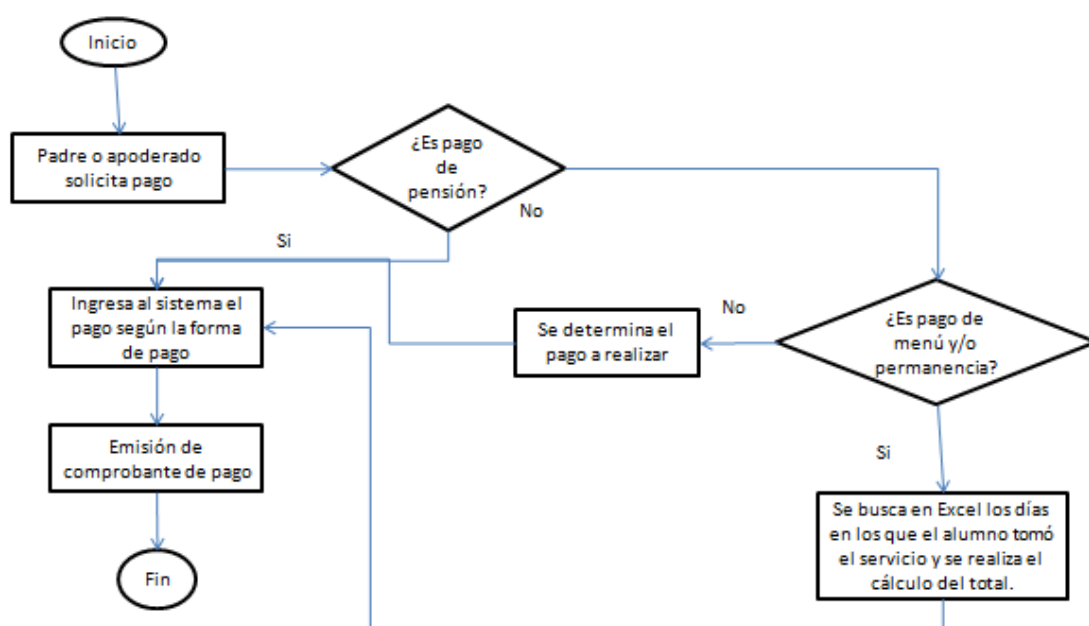 Inicio
Padre o apoderado
solicita pago
¿Es pago
de
pensión?
No
Si
Ingresa al sistema el
pago según la forma
de pago
Se determina el
pago a realizar
No
¿Es pago de
menú y/o
permanencia?
Emisión de
comprobante de pago
Si
Se busca en Excel los días
en los que el alumno tomó
el servicio y se realiza el
cálculo del total.
Fin